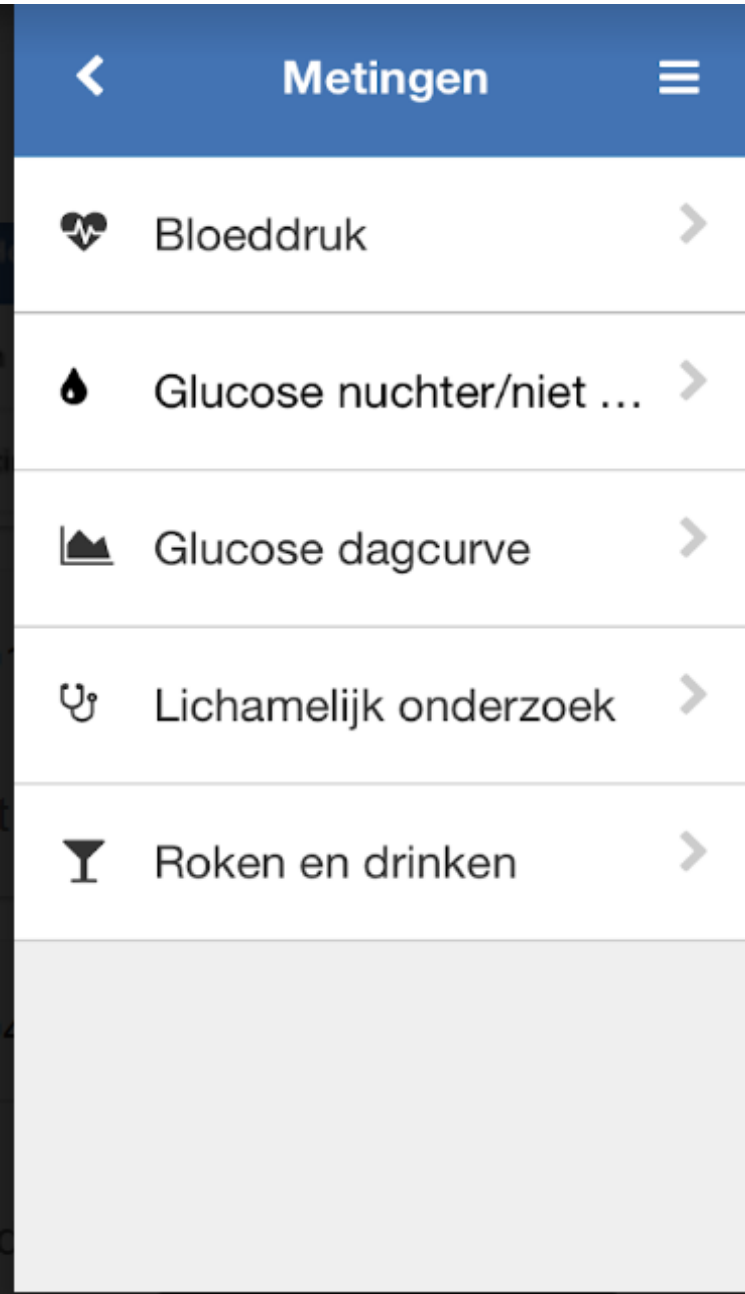 Metingen
Bloeddruk
Glucose nuchter/niet ...
Glucose dagcurve
Lichamelijk onderzoek
Roken en drinken